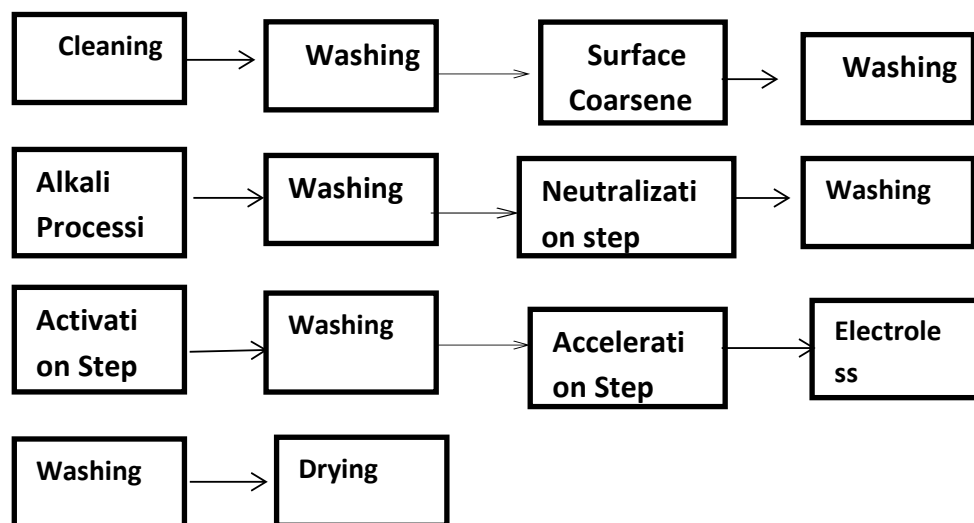 Cleaning
Washing
Surface
Coarsene
Washing
Alkali
Processi
Washing
Neutralizati
on step
Washing
Activati
on Step
Washing
Accelerati
on Step
Electrole
ss
Washing
Drying